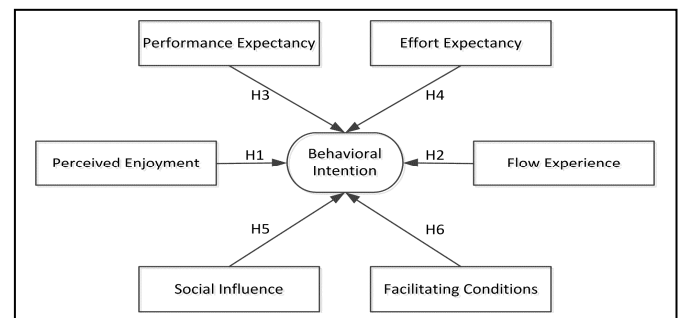 Performance Expectancy
Effort Expectancy
H3
H4
Perceived Enjoyment
H1
Behavioral
Intention
H2
Flow Experience
H5
H6
Social Influence
Facilitating Conditions